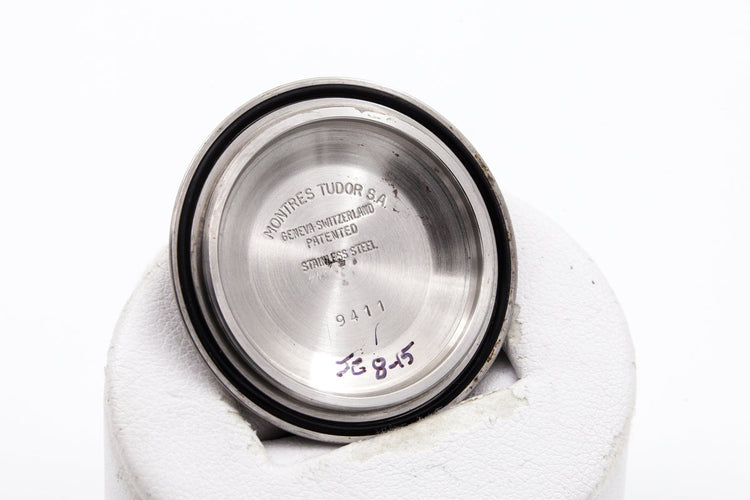 MONTRES TUDOR S.A.
GENEVA-SWITZERLAND
PATENTED
STAINLESS STEEL
9411
JG 8-15